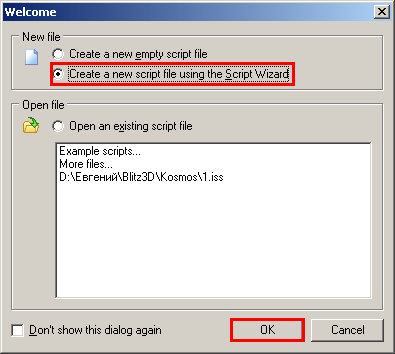 Welcome
New file
Create a new empty script file
Create a new script file using the Script Wizard
Open file
Open an existing script file
Example scripts...
More files...
D:\Евгений\Blitz3D\Kosmos\1.iss
Don't show this dialog again
OK
Cancel